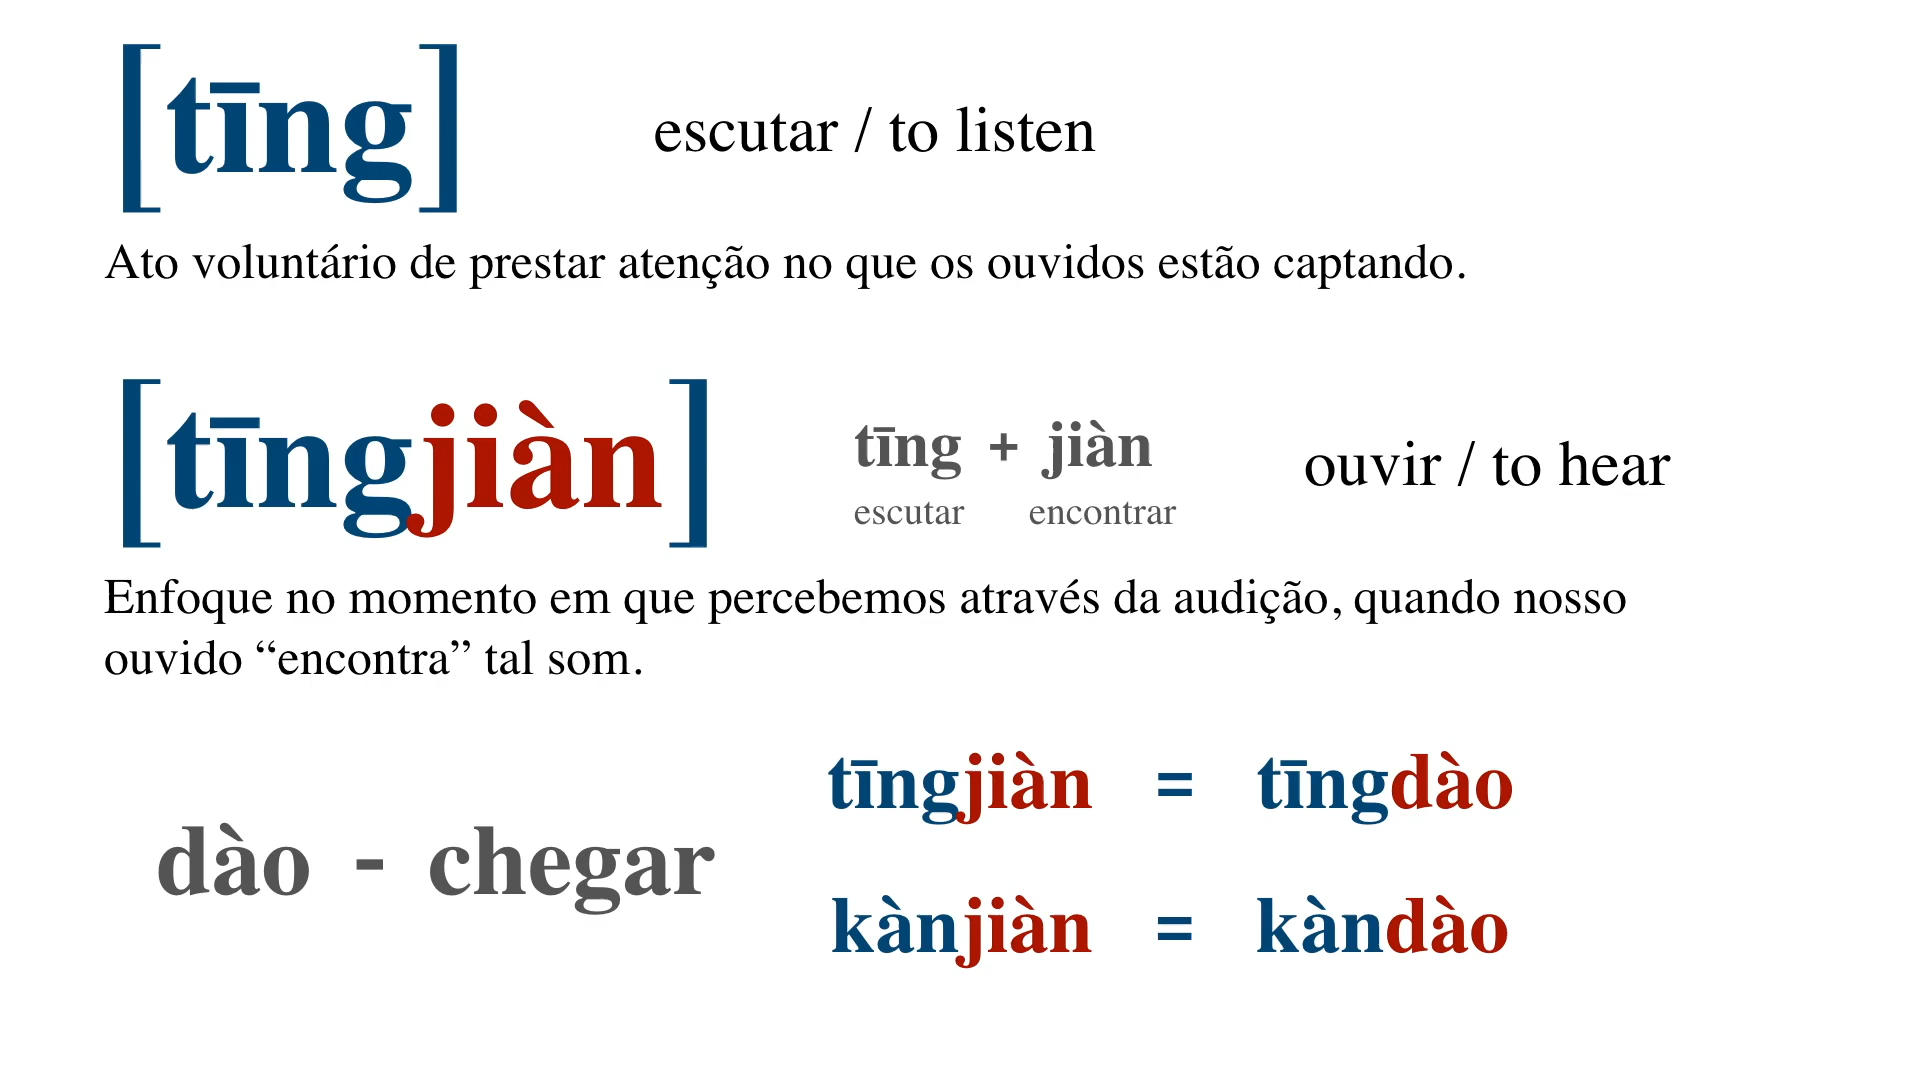 [tīng] escutar / to listen
Ato voluntário de prestar atenção no que os ouvidos estão captando.
[tīngjiàn] tīng + jiàn ouvir / to hear
escutar encontrar
Enfoque no momento em que percebemos através da audição, quando nosso
ouvido “encontra” tal som.
tīngjiàn = tīngdào
dào - chegar
kànjiàn = kàndào